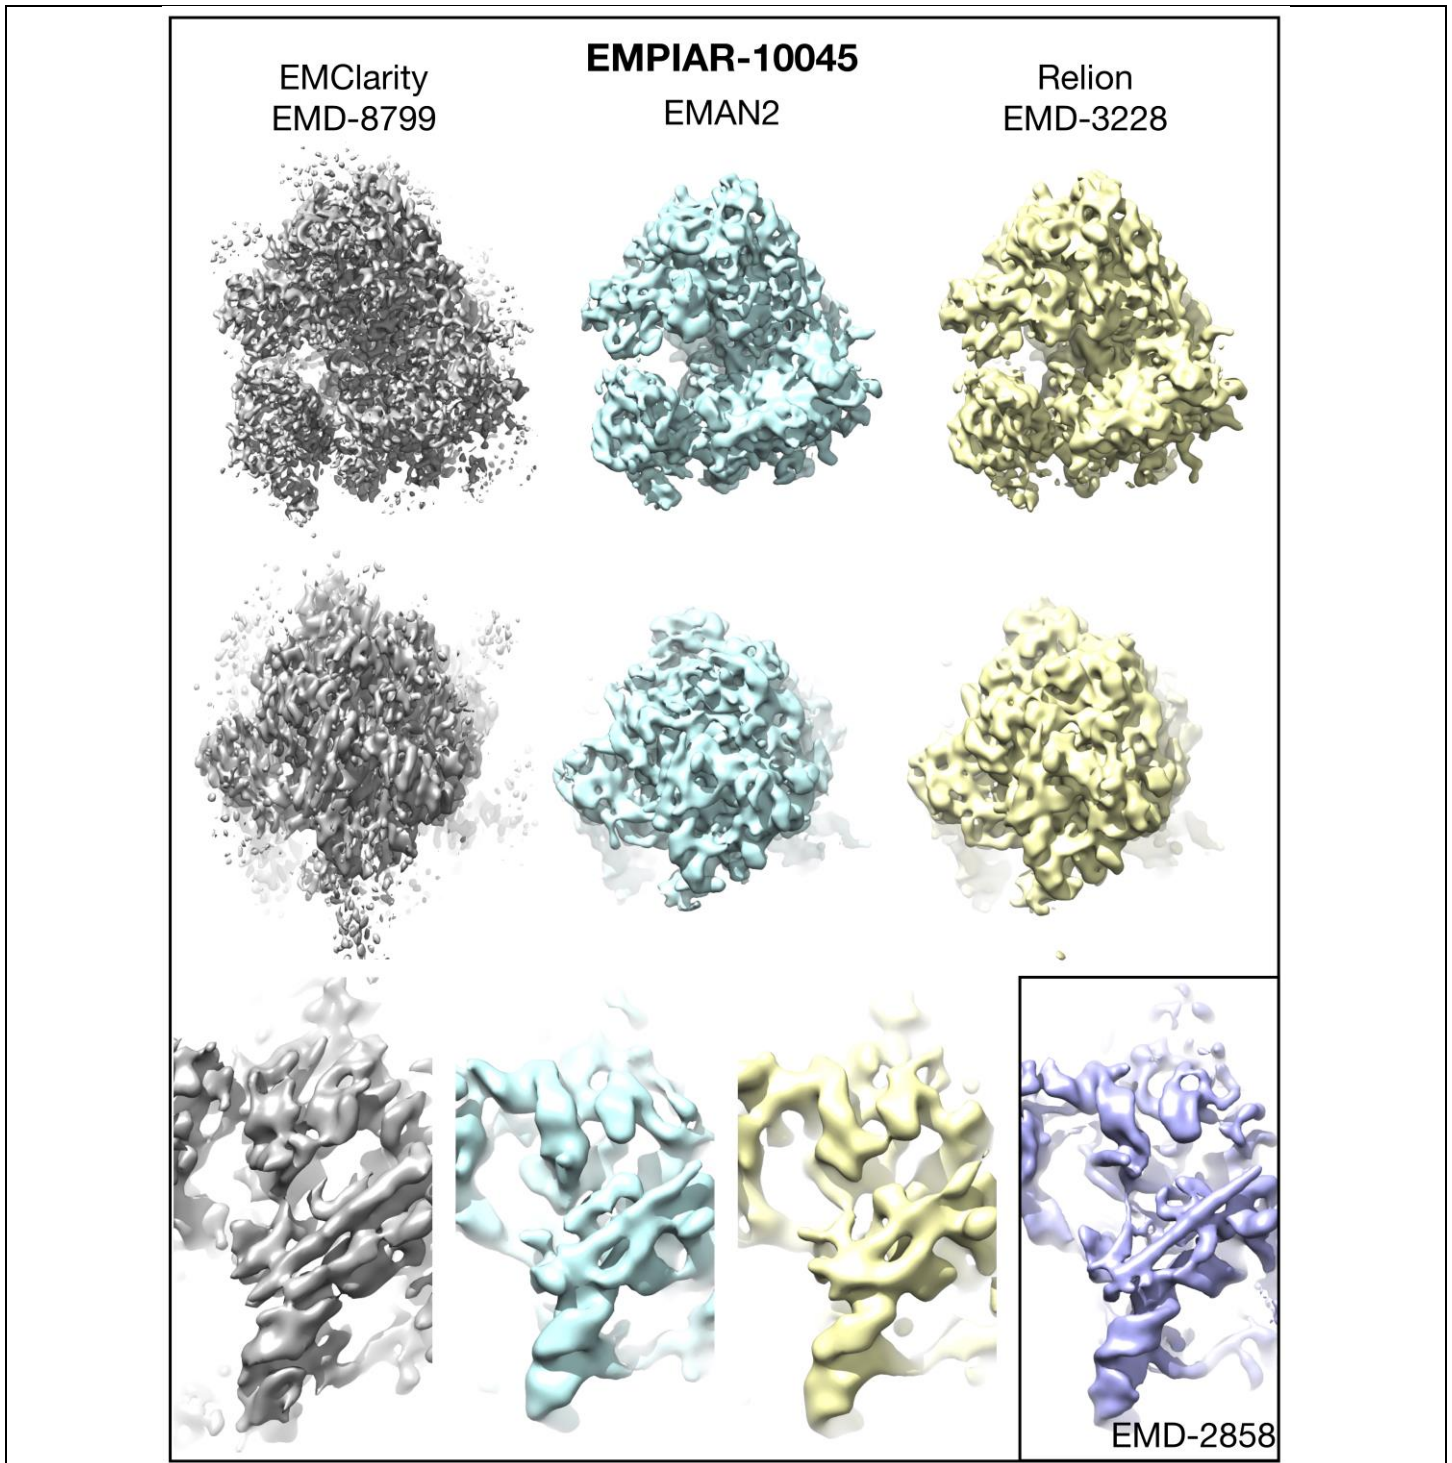 EMPIAR-10045
EMClarity
EMD-8799
EMAN2
Relion
EMD-3228
EMD-2858